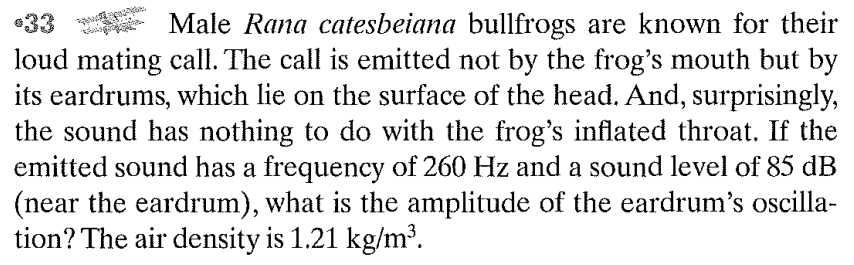 •33 Male Rana catesbeiana bullfrogs are known for their
loud mating call. The call is emitted not by the frog's mouth but by
its eardrums, which lie on the surface of the head. And, surprisingly,
the sound has nothing to do with the frog's inflated throat. If the
emitted sound has a frequency of 260 Hz and a sound level of 85 dB
(near the eardrum), what is the amplitude of the eardrum's oscilla-
tion? The air density is 1.21 kg/m³.